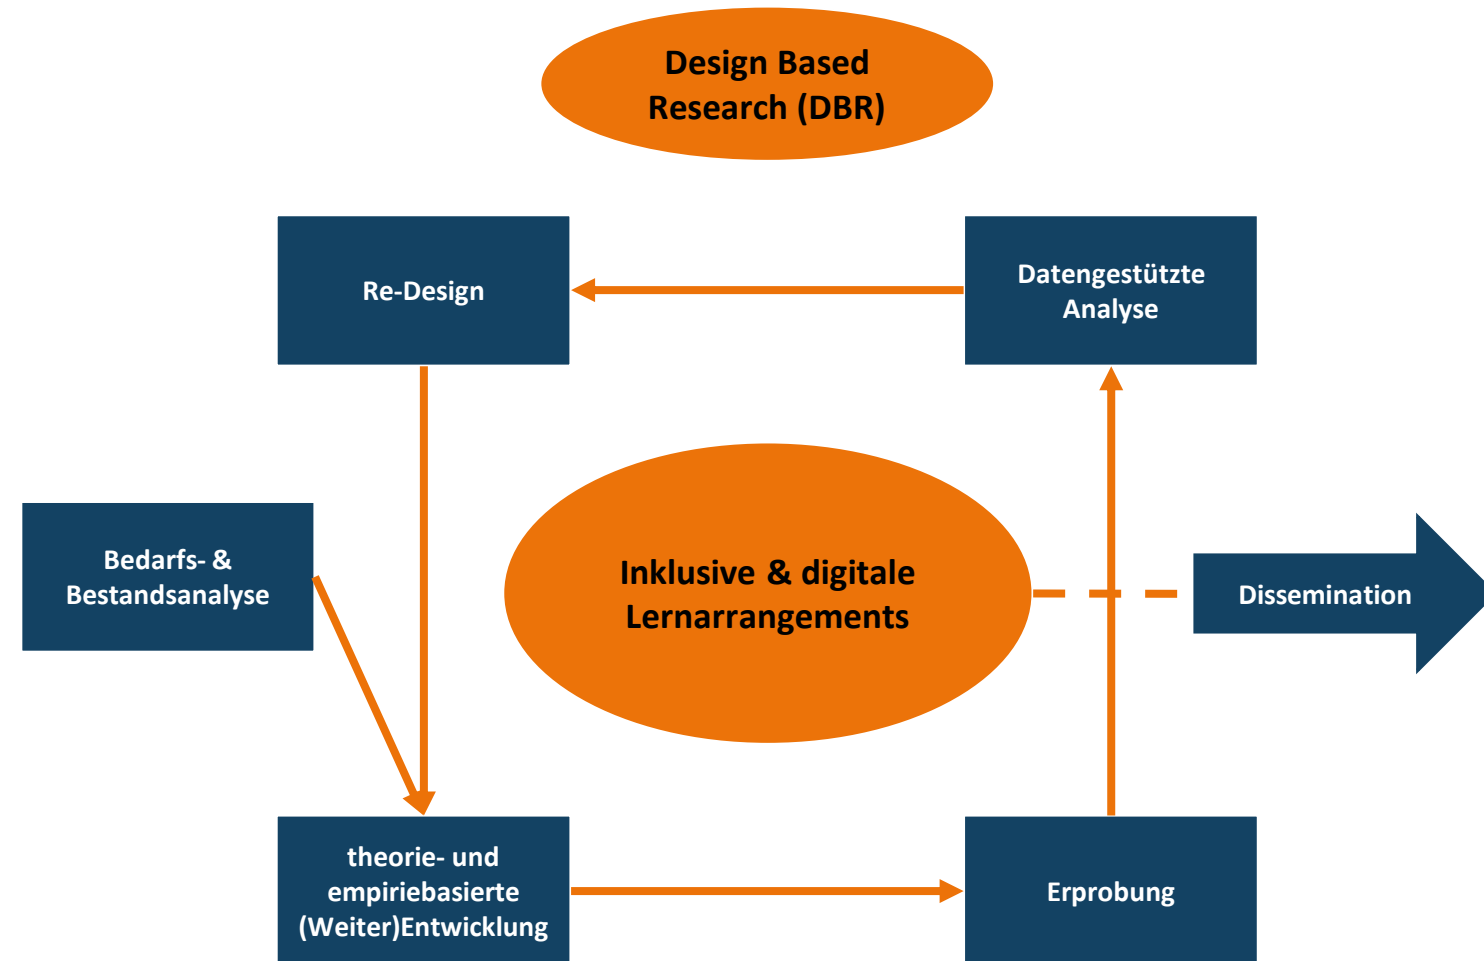 Design Based
Research (DBR)
Re-Design
Datengestützte
Analyse
Bedarfs- &
Bestandsanalyse
Inklusive & digitale
Lernarrangements
Dissemination
theorie- und
empiriebasierte
(Weiter)Entwicklung
Erprobung